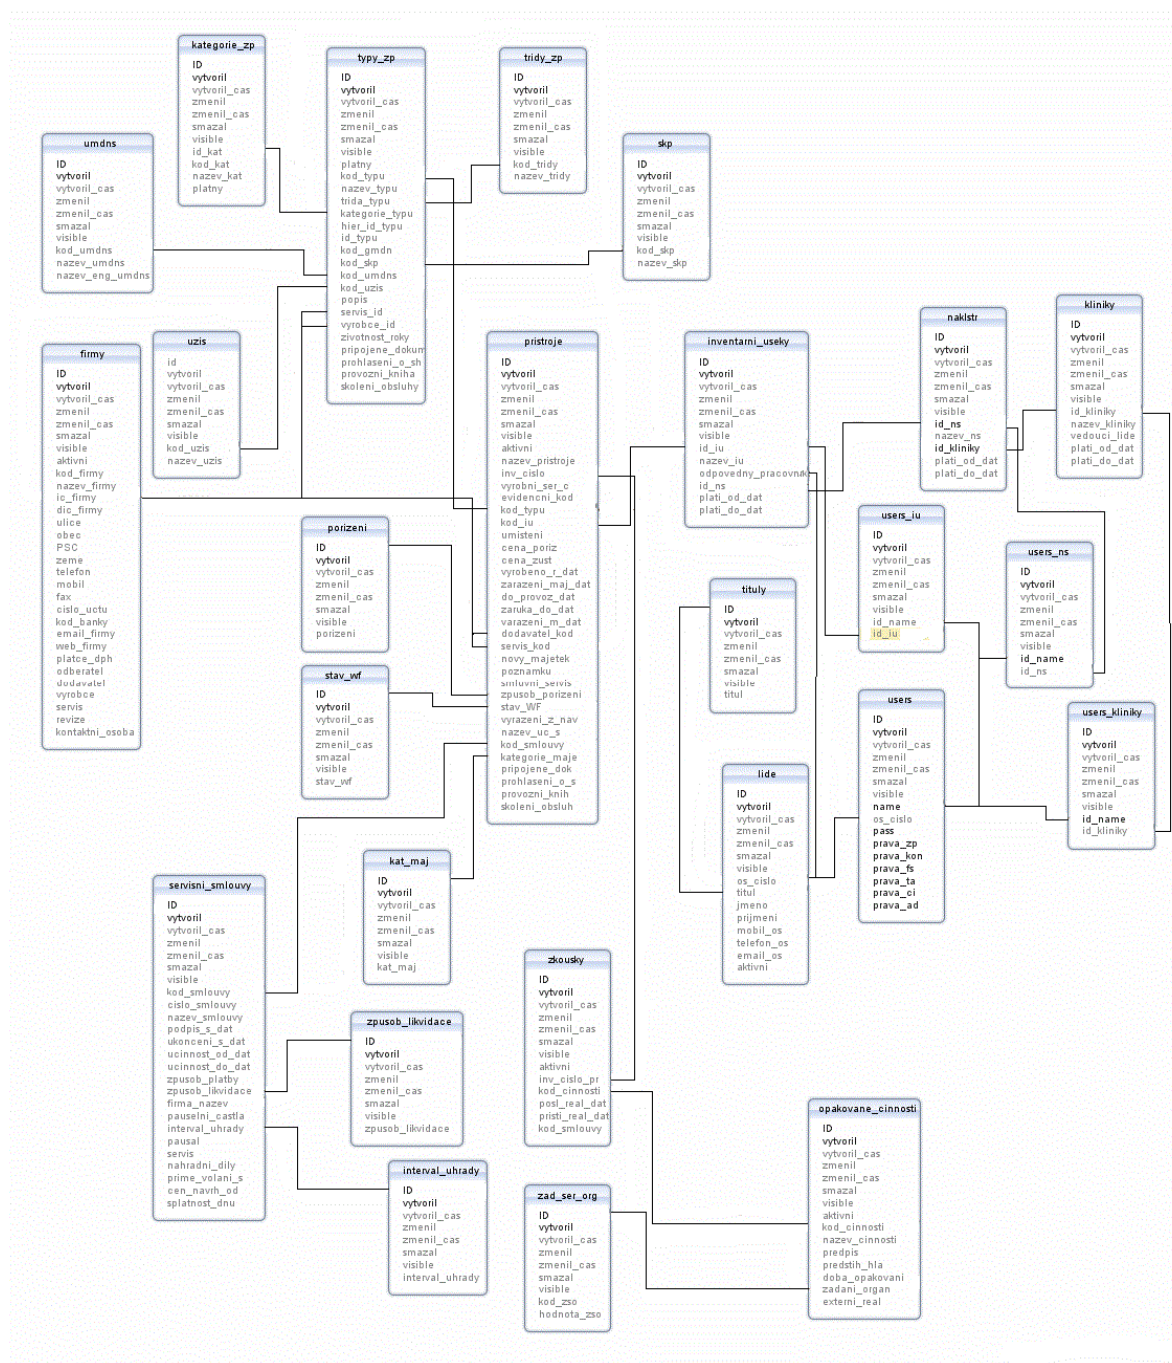 kategorie_zp
ID
vytvoril
vytvoril_cas
zmenil
zmenil_cas
smazal
visible
id_kat
kod_kat
nazev_kat
platny
typy_zp
ID
vytvoril
vytvoril_cas
zmenil
zmenil_cas
smazal
visible
platny
kod_typu
nazev_typu
trida_typu
kategorie_typu
hier_id_typu
id_typu
kod_gmdn
kod_skp
kod_umdns
kod_uzis
popis
servis_id
vyrobce_id
zivotnost_roky
pripojene_dokum
prohlaseni_o_sh
provozni_kniha
skoleni_obsluhy
tridy_zp
ID
vytvoril
vytvoril_cas
zmenil
zmenil_cas
smazal
visible
kod_tridy
nazev_tridy
umdns
ID
vytvoril
vytvoril_cas
zmenil
zmenil_cas
smazal
visible
kod_umdns
nazev_umdns
nazev_eng_umdns
skp
ID
vytvoril
vytvoril_cas
zmenil
zmenil_cas
smazal
visible
kod_skp
nazev_skp
firmy
ID
vytvoril
vytvoril_cas
zmenil
zmenil_cas
smazal
visible
aktivni
kod_firmy
nazev_firmy
ic_firmy
dic_firmy
ulice
obec
PSC
zeme
telefon
mobil
fax
cislo_uctu
kod_banky
email_firmy
web_firmy
platce_dph
odberatel
dodavatel
vyrobce
servis
revize
kontaktni_osoba
uzis
id
vytvoril
vytvoril_cas
zmenil
zmenil_cas
smazal
visible
kod_uzis
nazev_uzis
pristroje
ID
vytvoril
vytvoril_cas
zmenil
zmenil_cas
smazal
visible
aktivni
nazev_pristroje
inv_cislo
vyrobni_ser_c
evidencni_kod
kod_typu
kod_iu
umisteni
cena_poriz
cena_zust
vyrobeno_r_dat
zarazeni_maj_dat
do_provoz_dat
zaruka_do_dat
varazeni_m_dat
dodavatel_kod
servis_kod
novy_majetek
poznamku
smluvni_servis
zpusob_porizeni
stav_WF
vyrazeni_z_nav
nazev_uc_s
kod_smlouvy
kategorie_maje
pripojene_dok
prohlaseni_o_s
provozni_knih
skoleni_obsluh
inventarni_useky
ID
vytvoril
vytvoril_cas
zmenil
zmenil_cas
smazal
visible
id_iu
nazev_iu
odpovedny_pracovnik
id_ns
plati_od_dat
plati_do_dat
naklstr
ID
vytvoril
vytvoril_cas
zmenil
zmenil_cas
smazal
visible
id_ns
nazev_ns
id_kliniky
plati_od_dat
plati_do_dat
kliniky
ID
vytvoril
vytvoril_cas
zmenil
zmenil_cas
smazal
visible
id_kliniky
nazev_kliniky
vedouci_lide
plati_od_dat
plati_do_dat
porizeni
ID
vytvoril
vytvoril_cas
zmenil
zmenil_cas
smazal
visible
porizeni
users_iu
ID
vytvoril
vytvoril_cas
zmenil
zmenil_cas
smazal
visible
id_name
id_iu
users_ns
ID
vytvoril
vytvoril_cas
zmenil
zmenil_cas
smazal
visible
id_name
id_ns
tituly
ID
vytvoril
vytvoril_cas
zmenil
zmenil_cas
smazal
visible
titul
stav_wf
ID
vytvoril
vytvoril_cas
zmenil
zmenil_cas
smazal
visible
stav_wf
users
ID
vytvoril
vytvoril_cas
zmenil
zmenil_cas
smazal
visible
name
os_cislo
pass
prava_zp
prava_kon
prava_fs
prava_ta
prava_ci
prava_ad
users_kliniky
ID
vytvoril
vytvoril_cas
zmenil
zmenil_cas
smazal
visible
id_name
id_kliniky
lide
ID
vytvoril
vytvoril_cas
zmenil
zmenil_cas
smazal
visible
os_cislo
titul
jmeno
prijmeni
mobil_os
telefon_os
email_os
aktivni
kat_maj
ID
vytvoril
vytvoril_cas
zmenil
zmenil_cas
smazal
visible
kat_maj
servisni_smlouvy
ID
vytvoril
vytvoril_cas
zmenil
zmenil_cas
smazal
visible
kod_smlouvy
cislo_smlouvy
nazev_smlouvy
podpis_s_dat
ukonceni_s_dat
ucinnost_od_dat
ucinnost_do_dat
zpusob_platby
zpusob_likvidace
firma_nazev
pauselni_castla
interval_uhrady
pausal
servis
nahradni_dily
prime_volani_s
cen_navrh_od
splatnost_dnu
zkousky
ID
vytvoril
vytvoril_cas
zmenil
zmenil_cas
smazal
visible
aktivni
inv_cislo_pr
kod_cinnosti
posl_real_dat
pristi_real_dat
kod_smlouvy
zpusob_likvidace
ID
vytvoril
vytvoril_cas
zmenil
zmenil_cas
smazal
visible
zpusob_likvidace
opakovane_cinnosti
ID
vytvoril
vytvoril_cas
zmenil
zmenil_cas
smazal
visible
aktivni
kod_cinnosti
nazev_cinnosti
predpis
predstih_hla
doba_opakovani
zadani_organ
externi_real
interval_uhrady
ID
vytvoril
vytvoril_cas
zmenil
zmenil_cas
smazal
visible
interval_uhrady
zad_ser_org
ID
vytvoril
vytvoril_cas
zmenil
zmenil_cas
smazal
visible
kod_zso
hodnota_zso